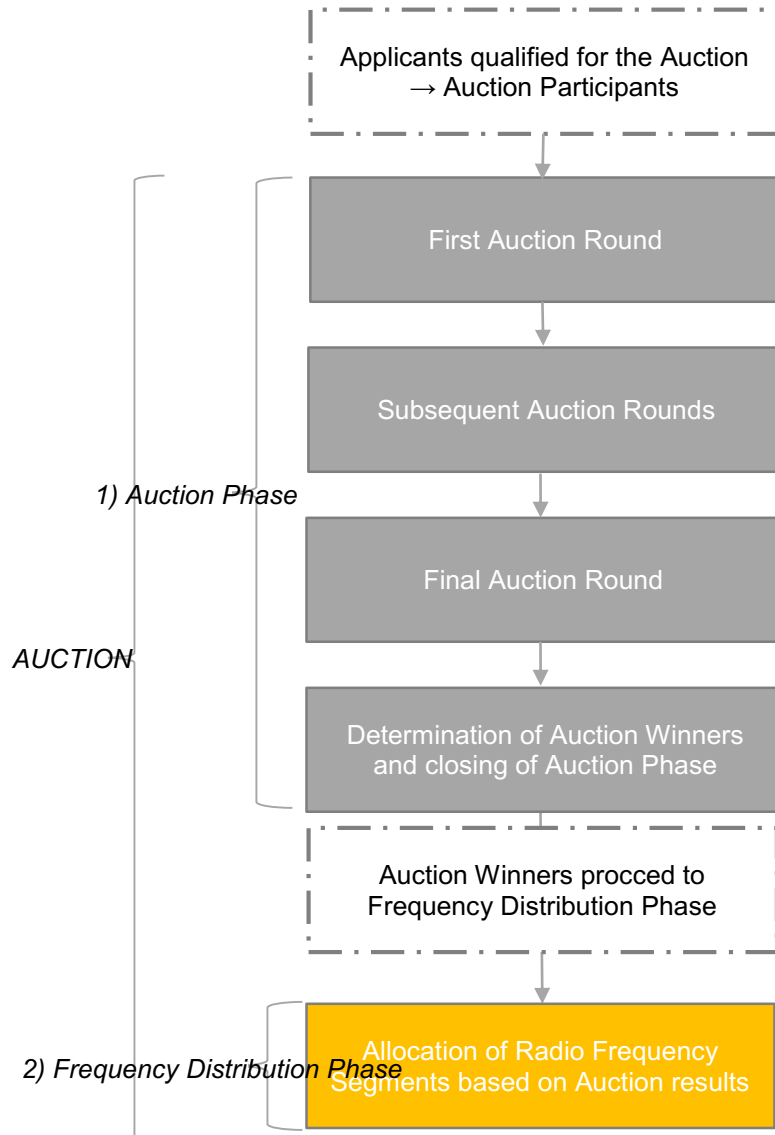 Applicants qualified for the Auction
→ Auction Participants
First Auction Round
Subsequent Auction Rounds
1) Auction Phase
Final Auction Round
AUCTION
Determination of Auction Winners
and closing of Auction Phase
Auction Winners procced to
Frequency Distribution Phase
2) Frequency Distribution Phase
Allocation of Radio Frequency
Segments based on Auction results